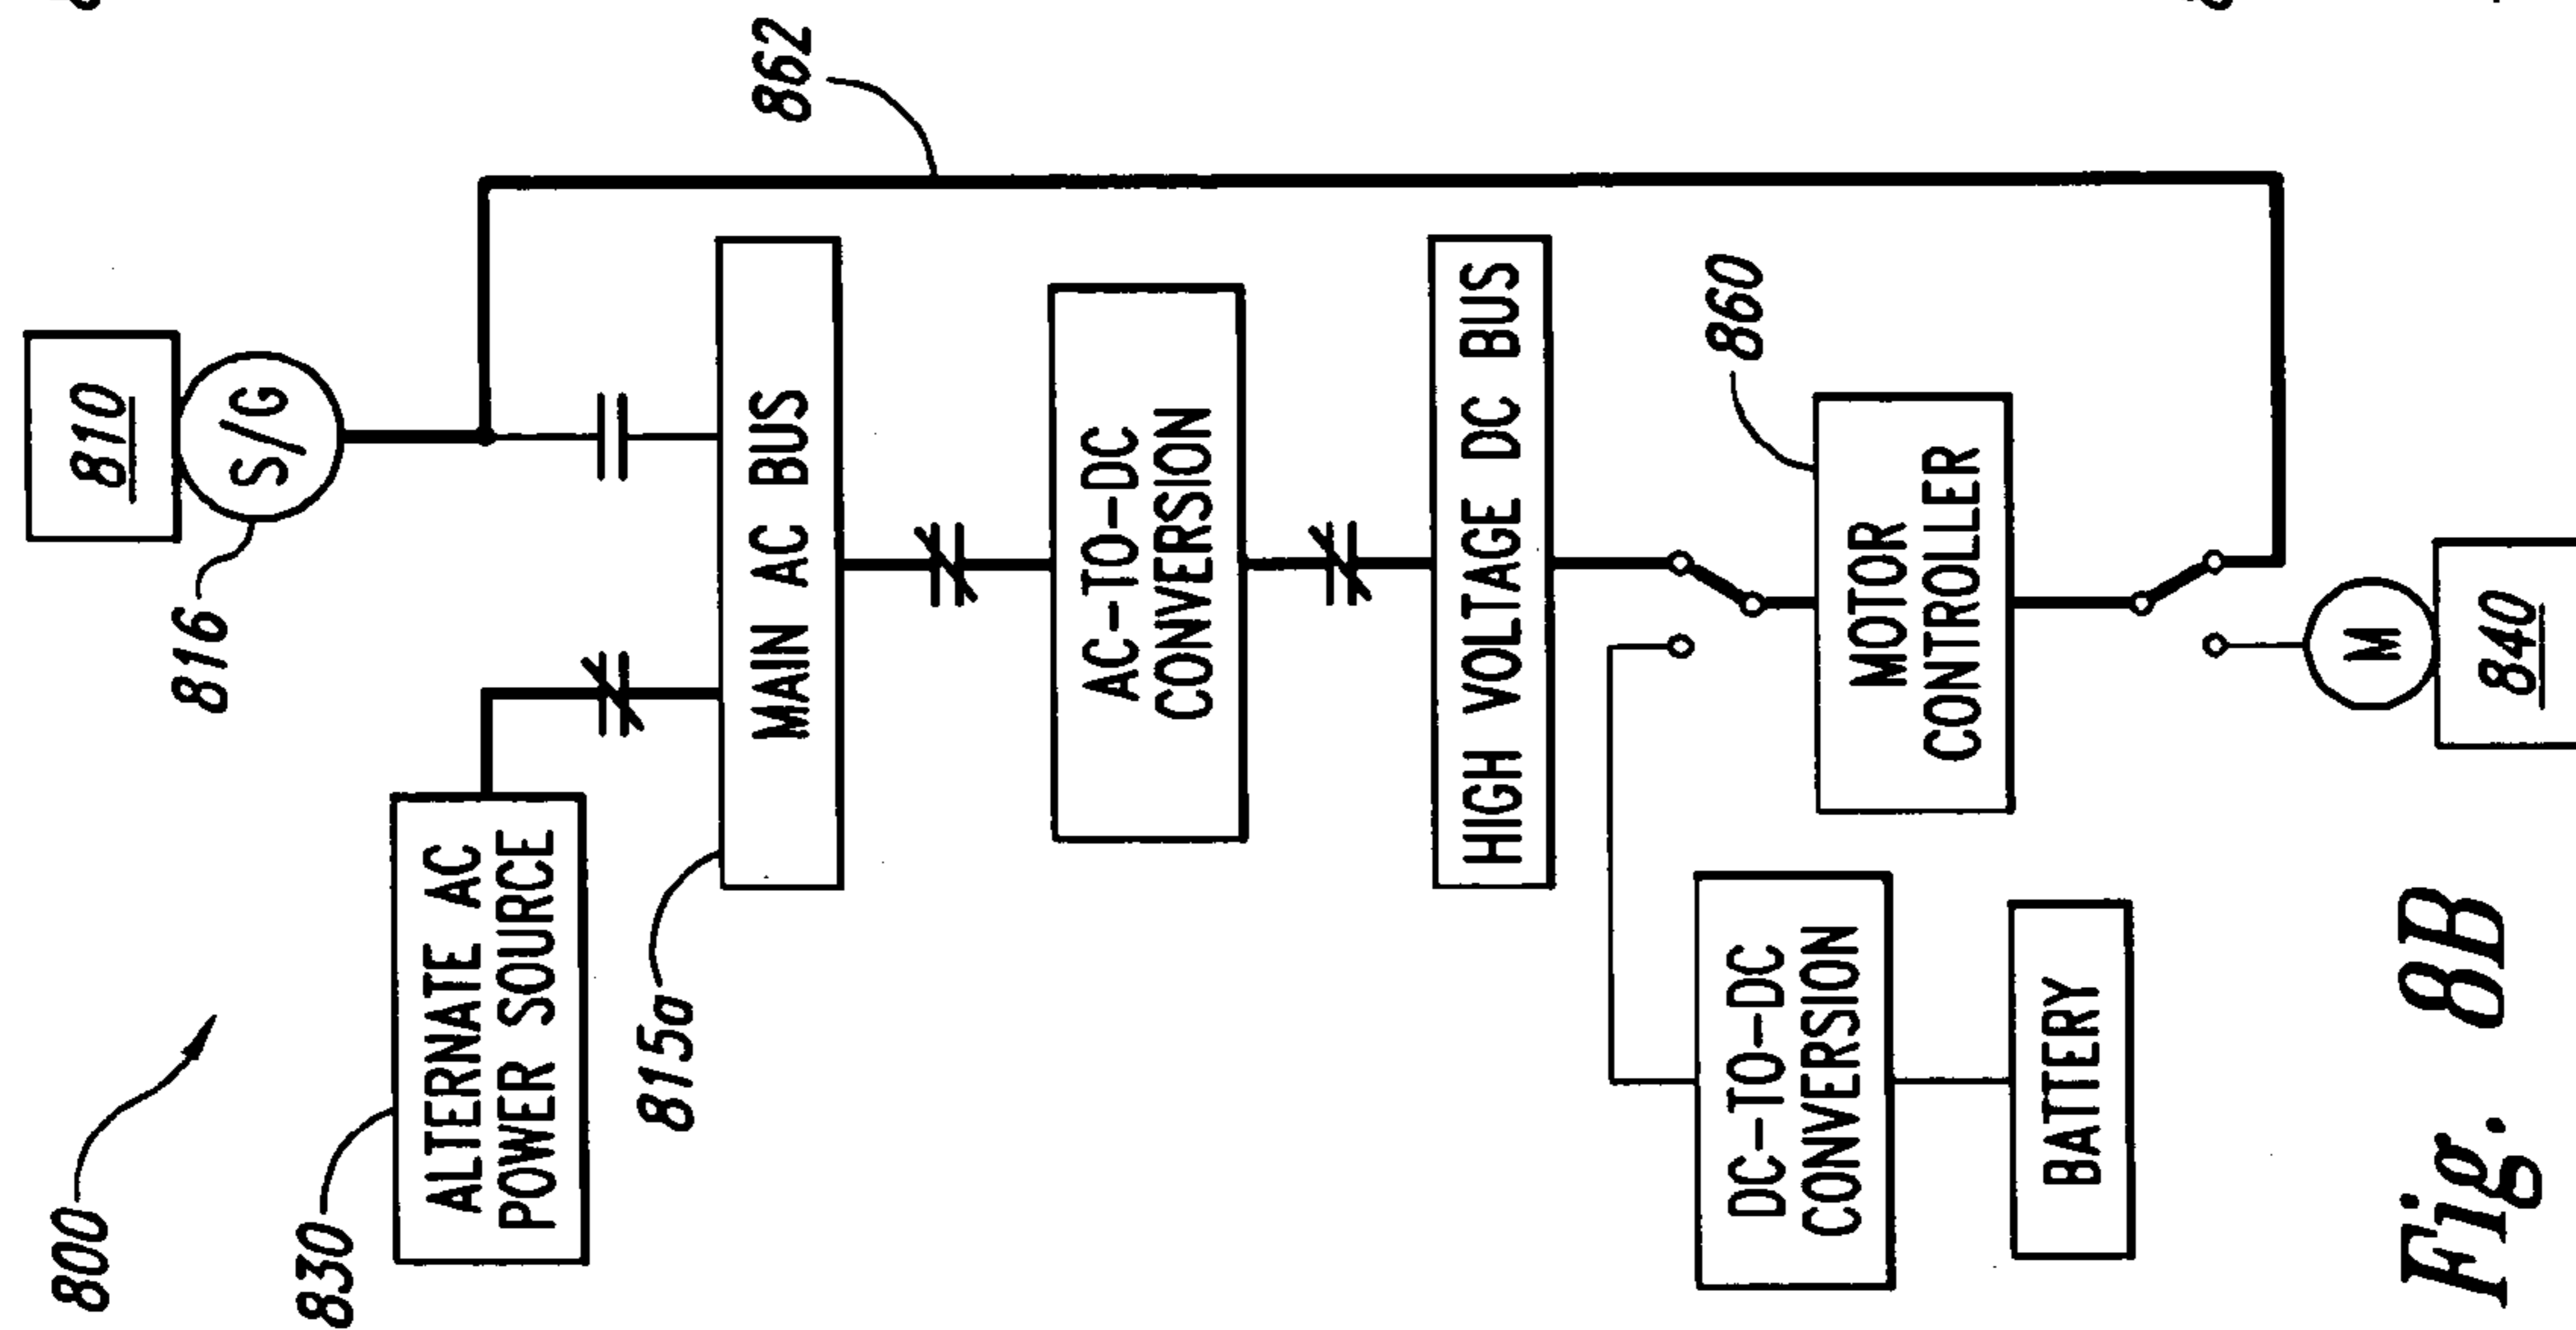 800
810
816
S/G
830
ALTERNATE AC
POWER SOURCE
815a
MAIN AC BUS
862
AC-TO-DC
CONVERSION
HIGH VOLTAGE DC BUS
860
DC-TO-DC
CONVERSION
MOTOR
CONTROLLER
BATTERY
M
840
Fig. 8B